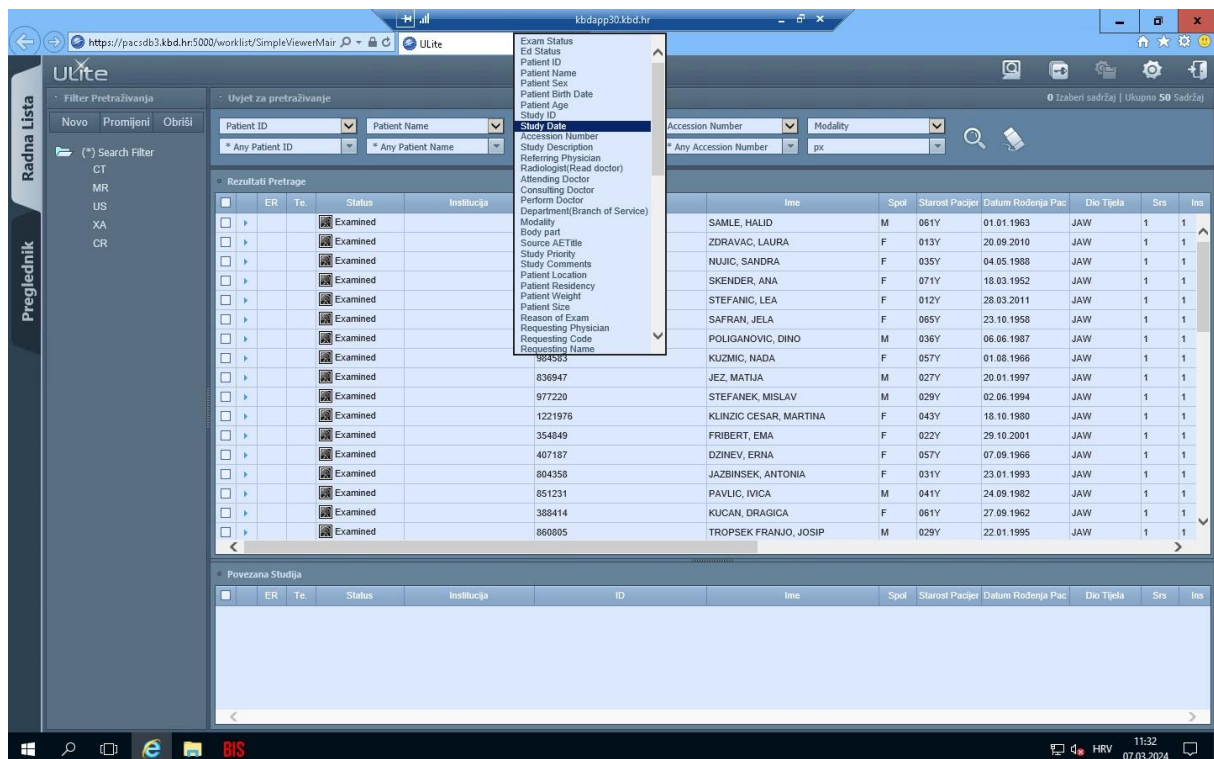 kbdapp30.kbd.hr
https://pacsdb3.kbd.hr:5000/worklist/SimpleViewerMair
ULite
ULite
Radna Lista
Preglednik
Filter Pretraživanja
Novo Promijeni Obriši
(*) Search Filter
CT
MR
US
XA
CR
Uvjet za pretraživanje
0 Izaberi sadržaj | Ukupno 50 Sadržaj
Patient ID Patient Name Accession Number Modality
* Any Patient ID * Any Patient Name * Any Accession Number px
Exam Status
Ed Status
Patient ID
Patient Name
Patient Sex
Patient Birth Date
Patient Age
Study ID
Study Date
Accession Number
Study Description
Referring Physician
Radiologist(Read doctor)
Attending Doctor
Consulting Doctor
Perform Doctor
Department(Branch of Service)
Modality
Body part
Source AETitle
Study Priority
Study Comments
Patient Location
Patient Residency
Patient Weight
Patient Size
Reason of Exam
Requesting Physician
Requesting Code
Requesting Name
Rezultati Pretrage
ER Te. Status Institucija Ime Spol Starost Pacijer Datum Rođenja Pac Dio Tijela Srs Ins
Examined SAMLE, HALID M 061Y 01.01.1963 JAW 1 1
Examined ZDRAVAC, LAURA F 013Y 20.09.2010 JAW 1 1
Examined NUJIC, SANDRA F 035Y 04.05.1988 JAW 1 1
Examined SKENDER, ANA F 071Y 18.03.1952 JAW 1 1
Examined STEFANIC, LEA F 012Y 28.03.2011 JAW 1 1
Examined SAFRAN, JELA F 065Y 23.10.1958 JAW 1 1
Examined POLIGANOVIC, DINO M 036Y 06.06.1987 JAW 1 1
Examined 984583 KUZMIC, NADA F 057Y 01.08.1966 JAW 1 1
Examined 836947 JEZ, MATIJA M 027Y 20.01.1997 JAW 1 1
Examined 977220 STEFANEK, MISLAV M 029Y 02.06.1994 JAW 1 1
Examined 1221976 KLINZIC CESAR, MARTINA F 043Y 18.10.1980 JAW 1 1
Examined 354849 FRIBERT, EMA F 022Y 29.10.2001 JAW 1 1
Examined 407187 DZINEV, ERNA F 057Y 07.09.1966 JAW 1 1
Examined 804358 JAZBINSEK, ANTONIA F 031Y 23.01.1993 JAW 1 1
Examined 851231 PAVLIC, IVICA M 041Y 24.09.1982 JAW 1 1
Examined 388414 KUCAN, DRAGICA F 061Y 27.09.1962 JAW 1 1
Examined 860805 TROPSEK FRANJO, JOSIP M 029Y 22.01.1995 JAW 1 1
Povezana Studija
ER Te. Status Institucija ID Ime Spol Starost Pacijer Datum Rođenja Pac Dio Tijela Srs Ins
BIS
HRV
11:32
07.03.2024